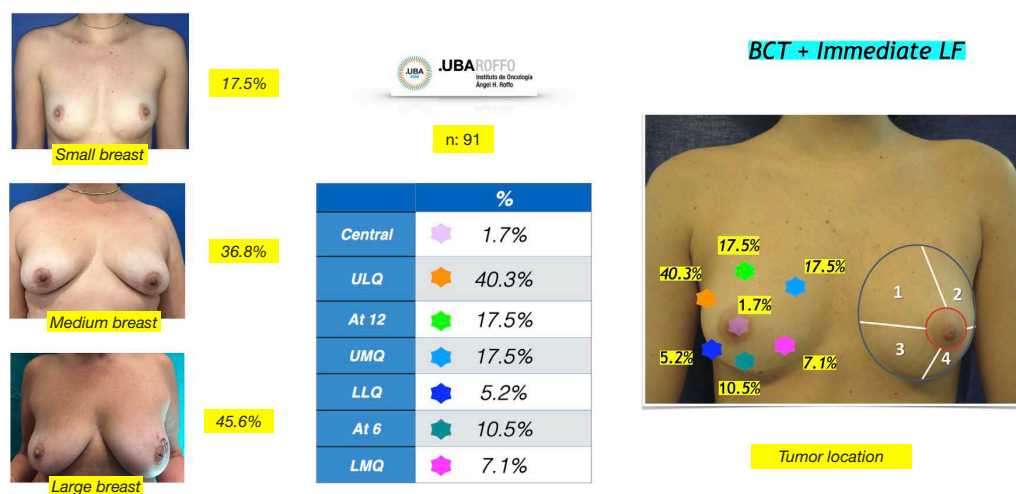 17.5%
Small breast
36.8%
Medium breast
45.6%
Large breast
.UBA
.UBAROFFO
Instituto de Oncología
Ángel H. Roffo
n: 91
%
Central 1.7%
ULQ 40.3%
At 12 17.5%
UMQ 17.5%
LLQ 5.2%
At 6 10.5%
LMQ 7.1%
BCT + Immediate LF
17.5%
40.3%
17.5%
1.7%
5.2%
10.5%
7.1%
1
2
3
4
Tumor location